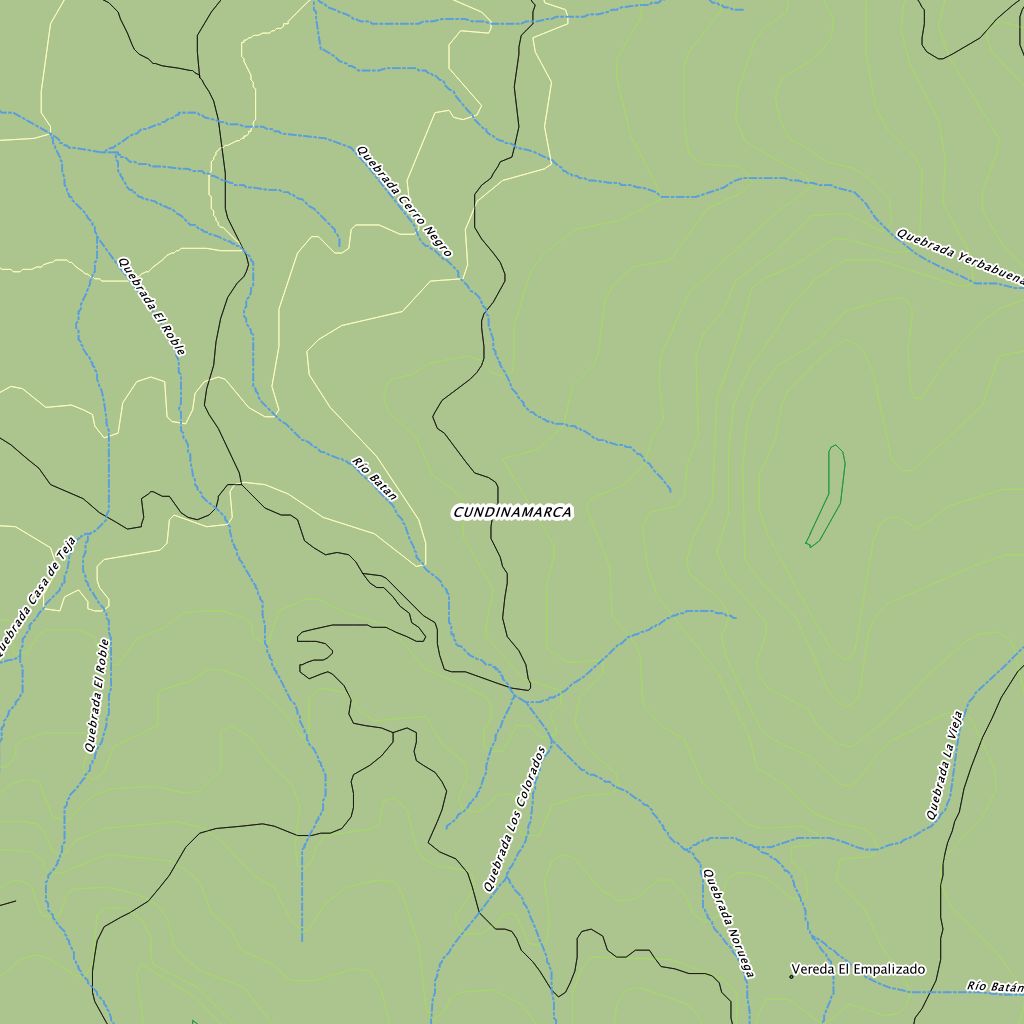 Quebrada Cerro Negro
Quebrada Yerbabuena
Quebrada El Roble
Río Batan
CUNDINAMARCA
Quebrada Casa de Teja
Quebrada El Roble
Quebrada La Vieja
Quebrada Los Colorados
Quebrada Noruega
Vereda El Empalizado
Río Batán